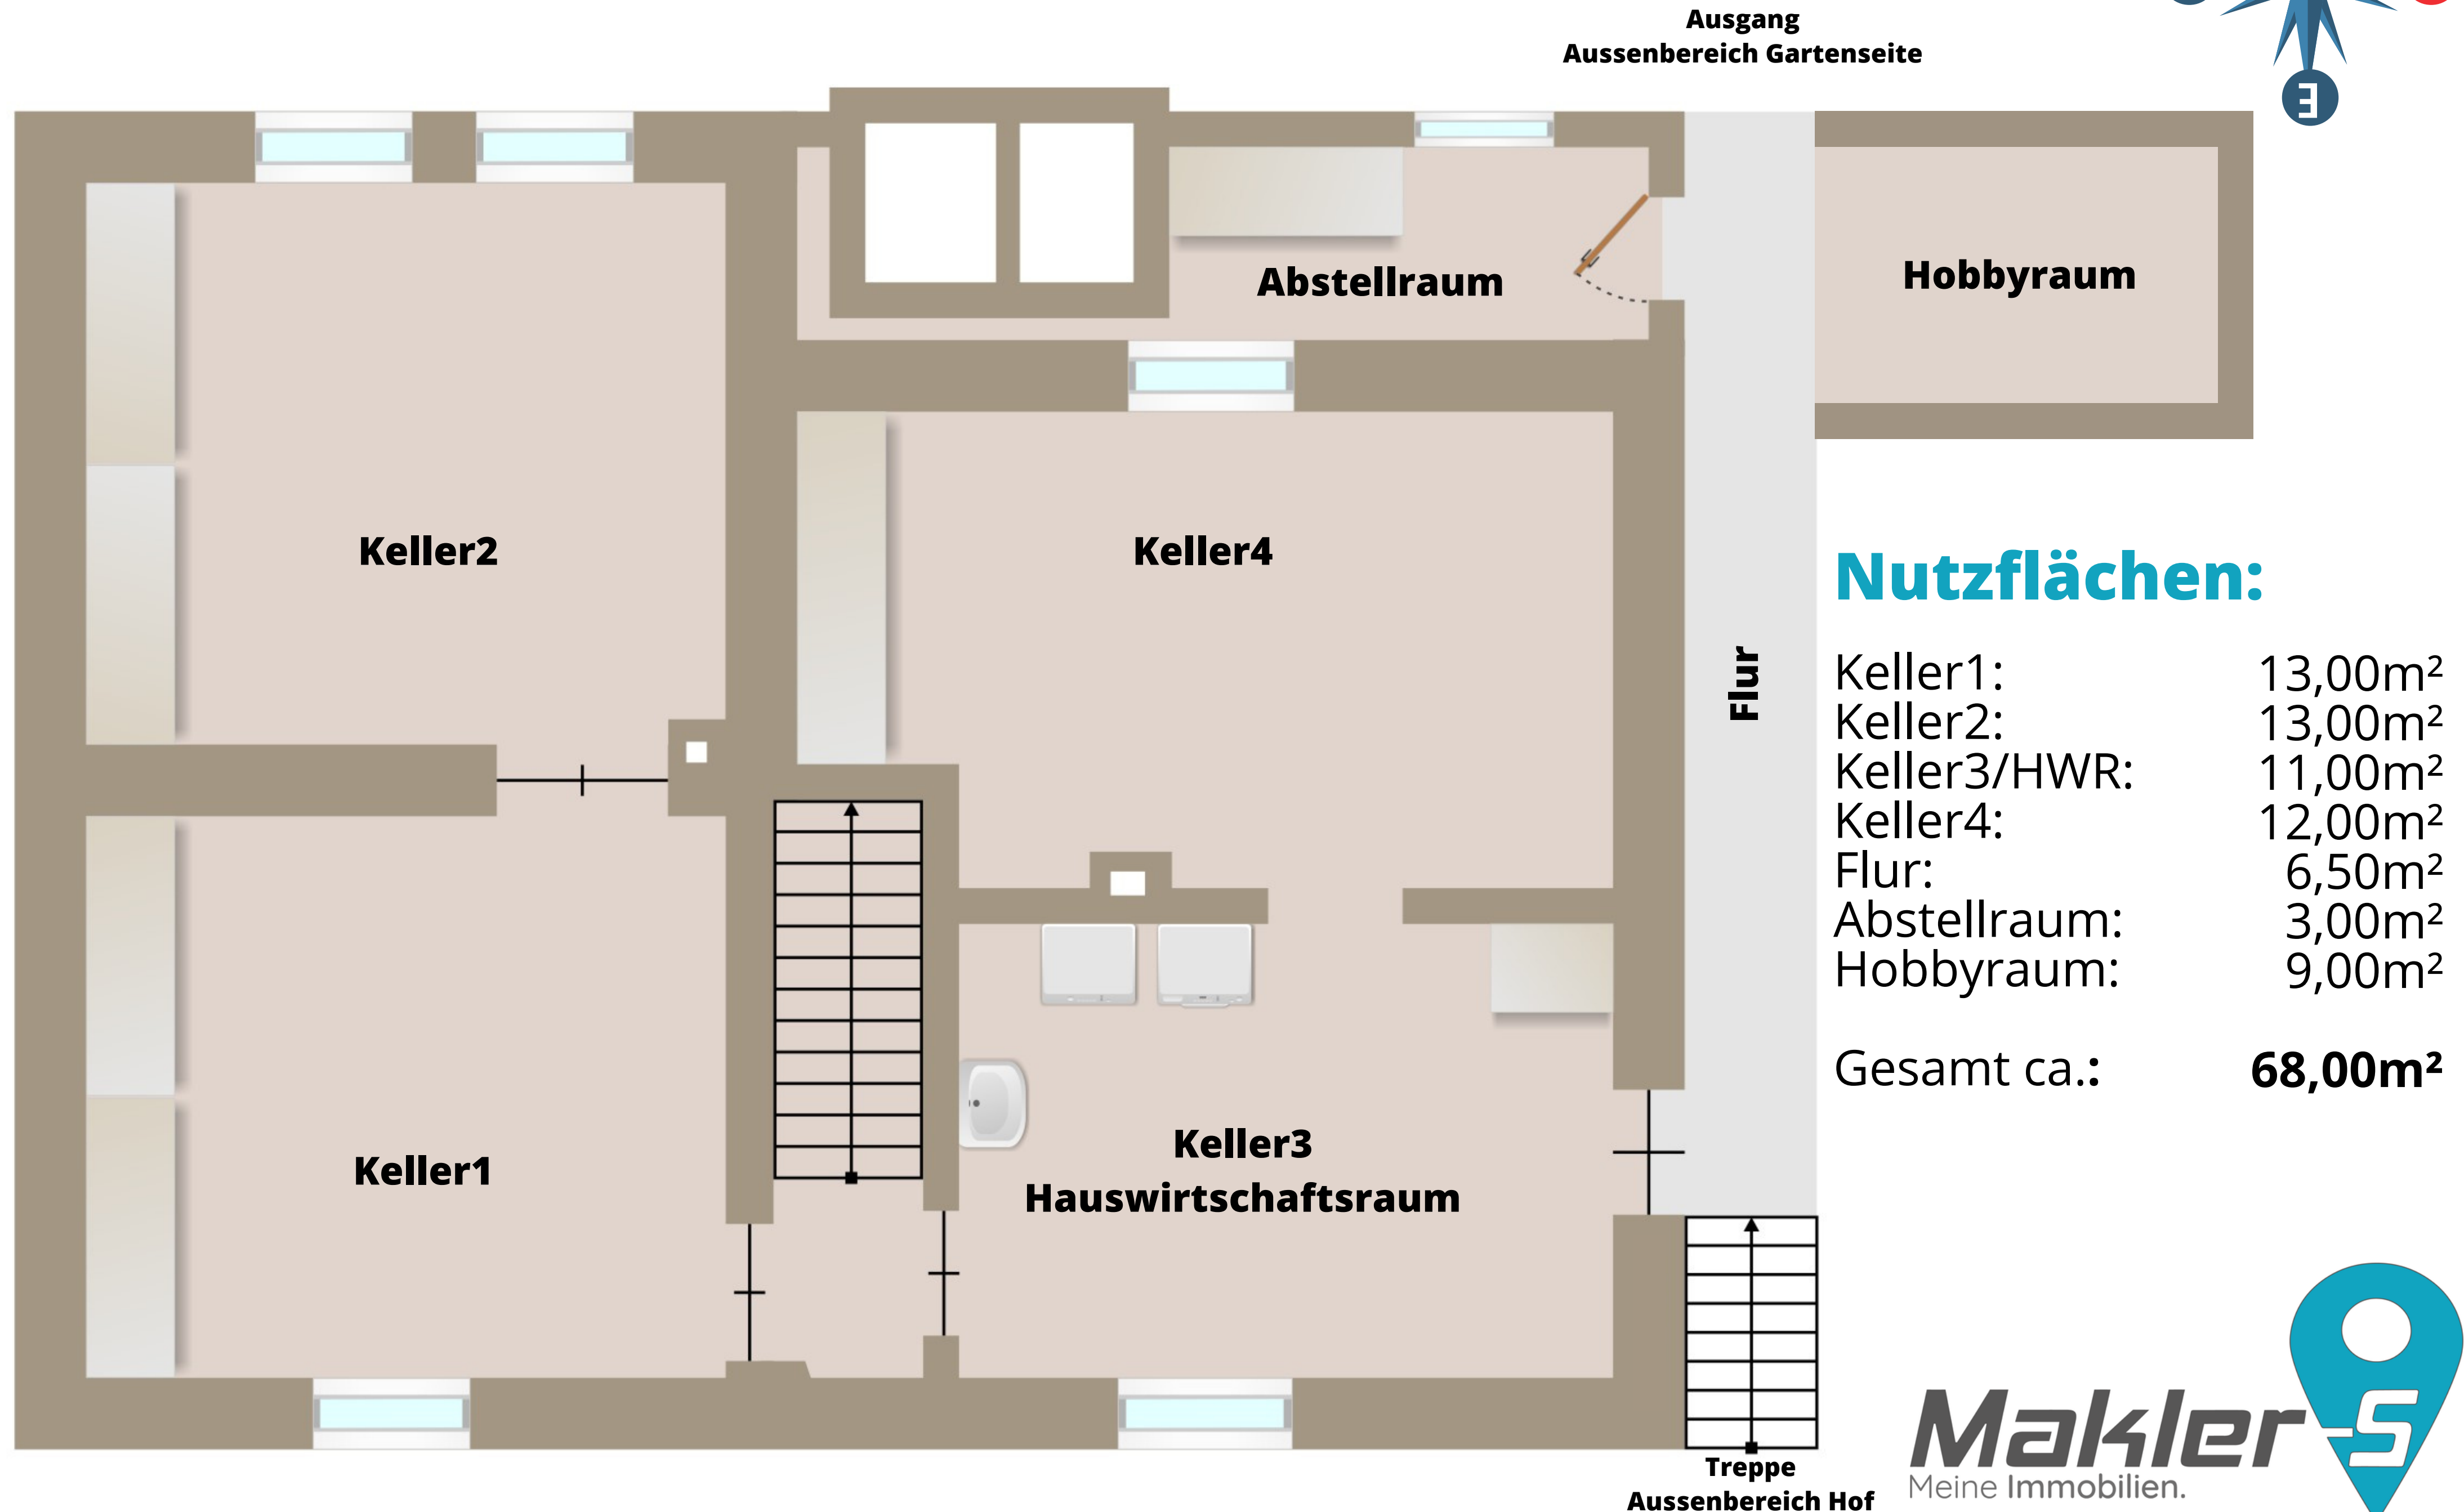 Ausgang
Aussenbereich Gartenseite
E
Abstellraum
Hobbyraum
Keller2
Keller4
Flur
Nutzflächen:
Keller1: 13,00m²
Keller2: 13,00m²
Keller3/HWR: 11,00m²
Keller4: 12,00m²
Flur: 6,50m²
Abstellraum: 3,00m²
Hobbyraum: 9,00m²
Gesamt ca.: 68,00m²
Keller1
Keller3
Hauswirtschaftsraum
Treppe
Aussenbereich Hof
Makler S
Meine Immobilien.